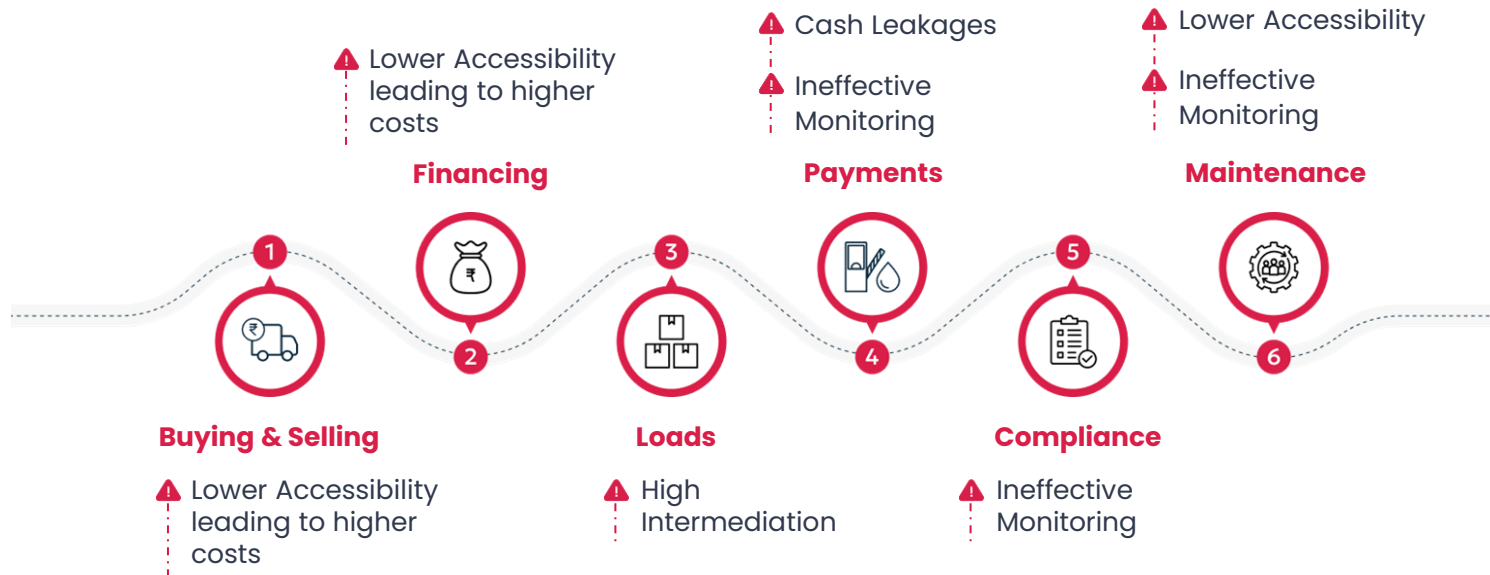 Cash Leakages
Lower Accessibility
Lower Accessibility
leading to higher
costs
Ineffective
Monitoring
Ineffective
Monitoring
Financing
Payments
Maintenance
1
3
5
₹
₹
2
4
6
Buying & Selling
Loads
Compliance
Lower Accessibility
leading to higher
costs
High
Intermediation
Ineffective
Monitoring